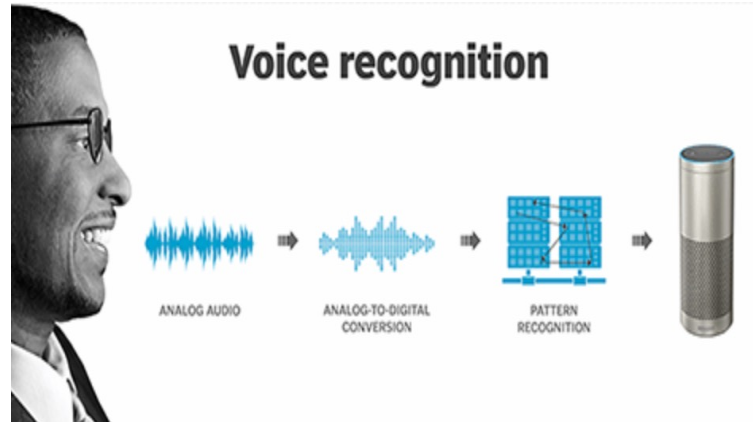 Voice recognition
ANALOG AUDIO
ANALOG-TO-DIGITAL
CONVERSION
PATTERN
RECOGNITION